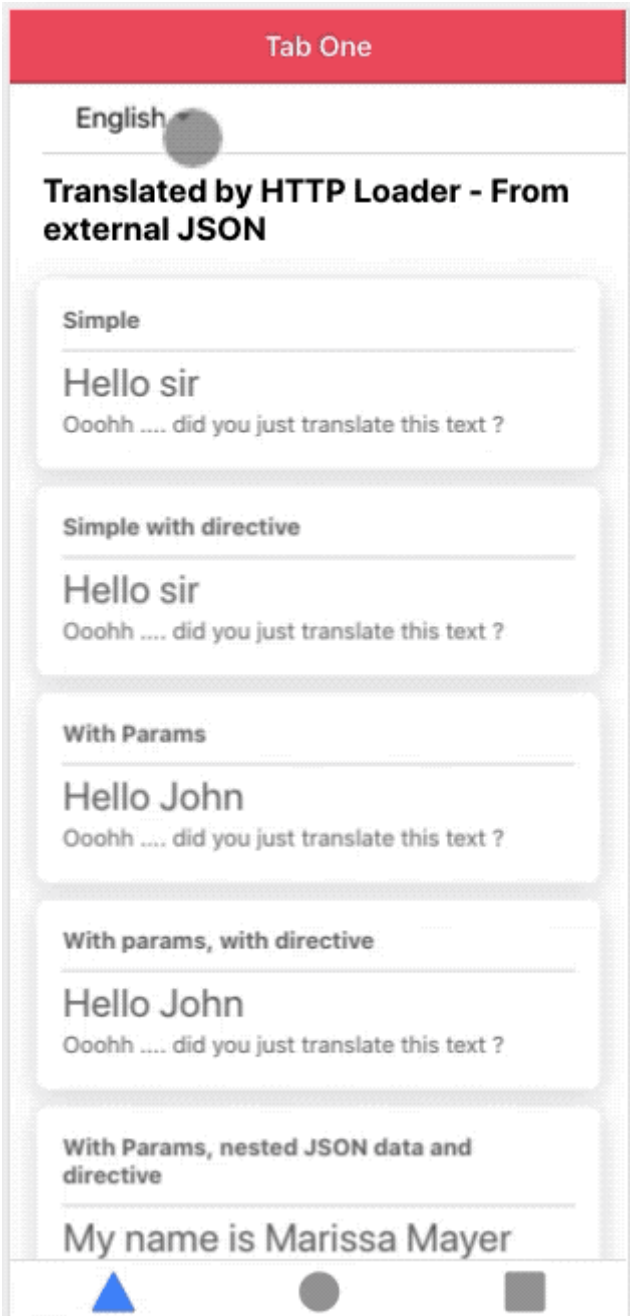 Tab One
English
Translated by HTTP Loader - From
external JSON
Simple
Hello sir
Ooohh .... did you just translate this text ?
Simple with directive
Hello sir
Ooohh .... did you just translate this text ?
With Params
Hello John
Ooohh .... did you just translate this text ?
With params, with directive
Hello John
Ooohh .... did you just translate this text ?
With Params, nested JSON data and
directive
My name is Marissa Mayer